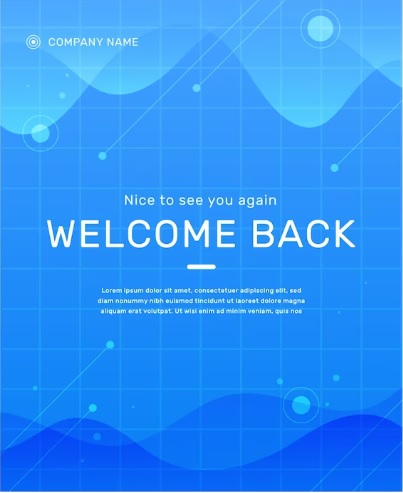 COMPANY NAME
Nice to see you again
WELCOME BACK
Lorem ipsum dolor sit amet, consectetuer adipiscing elit, sed
diam nonummy nibh euismod tincidunt ut laoreet dolore magna
aliquam erat volutpat. Ut wisi enim ad minim veniam, quis nos